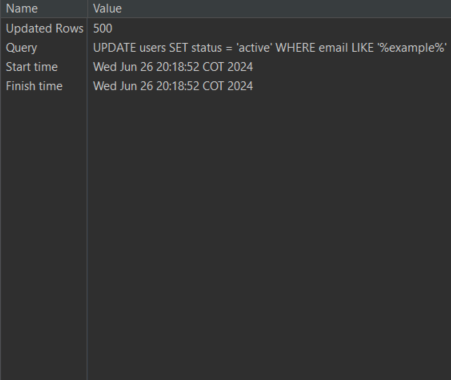 Name Value
Updated Rows 500
Query UPDATE users SET status = 'active' WHERE email LIKE '%example%'
Start time Wed Jun 26 20:18:52 COT 2024
Finish time Wed Jun 26 20:18:52 COT 2024